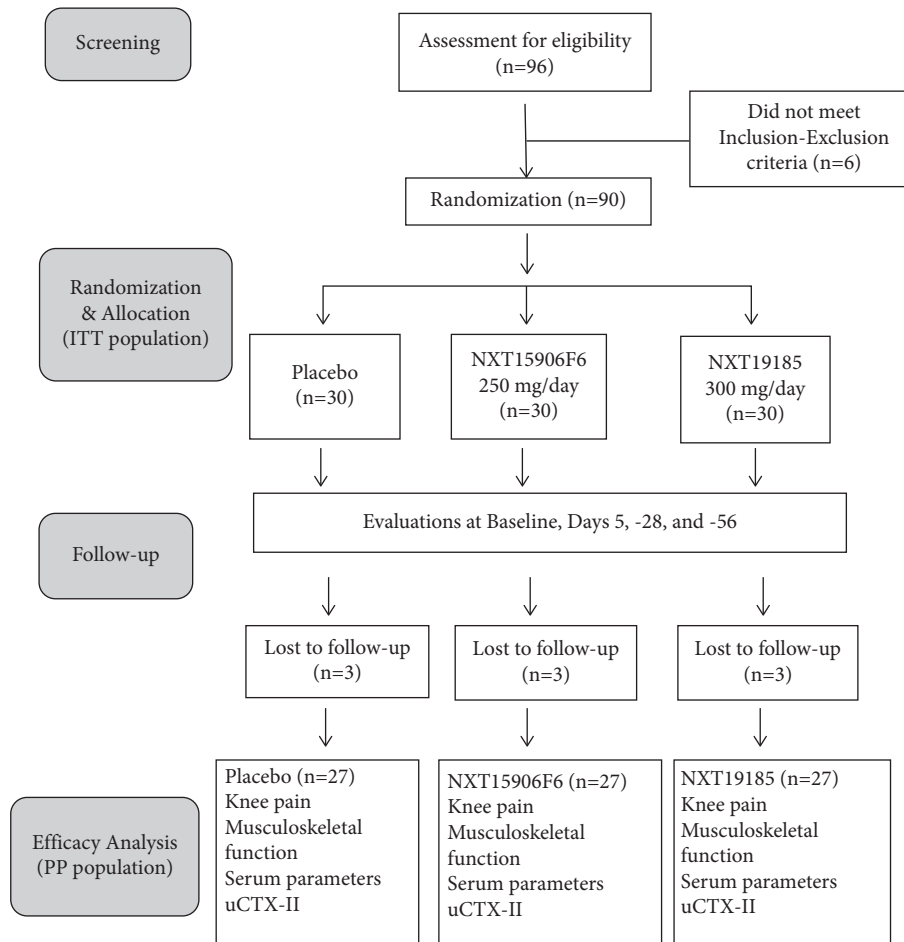 Screening
Assessment for eligibility
(n=96)
Did not meet
Inclusion-Exclusion
criteria (n=6)
Randomization (n=90)
Randomization
& Allocation
(ITT population)
Placebo
(n=30)
NXT15906F6
250 mg/day
(n=30)
NXT19185
300 mg/day
(n=30)
Evaluations at Baseline, Days 5, -28, and -56
Follow-up
Lost to follow-up
(n=3)
Lost to follow-up
(n=3)
Lost to follow-up
(n=3)
Efficacy Analysis
(PP population)
Placebo (n=27)
Knee pain
Musculoskeletal
function
Serum parameters
uCTX-II
NXT15906F6 (n=27)
Knee pain
Musculoskeletal
function
Serum parameters
uCTX-II
NXT19185 (n=27)
Knee pain
Musculoskeletal
function
Serum parameters
uCTX-II